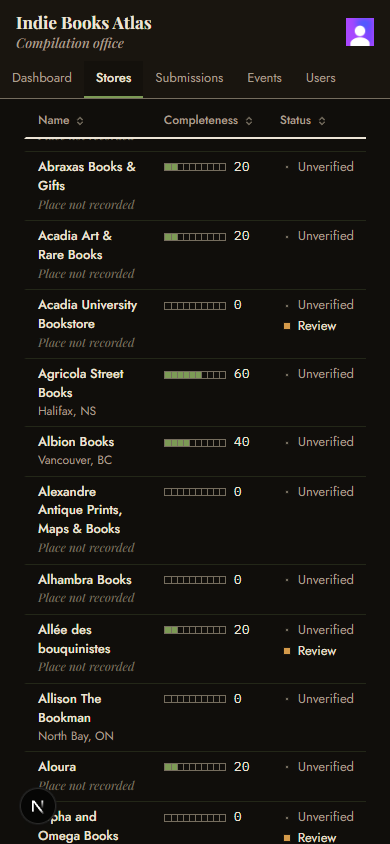 Indie Books Atlas
Compilation office
Dashboard Stores Submissions Events Users
Name Completeness Status
Place not recorded
Abraxas Books & 20 Unverified
Gifts
Place not recorded
Acadia Art & 20 Unverified
Rare Books
Place not recorded
Acadia University 0 Unverified
Bookstore Review
Place not recorded
Agricola Street 60 Unverified
Books
Halifax, NS
Albion Books 40 Unverified
Vancouver, BC
Alexandre 0 Unverified
Antique Prints,
Maps & Books
Place not recorded
Alhambra Books 0 Unverified
Place not recorded
Allée des 20 Unverified
bouquinistes Review
Place not recorded
Allison The 0 Unverified
Bookman
North Bay, ON
Aloura 20 Unverified
Place not recorded
N
pha and 0 Unverified
Omega Books Review